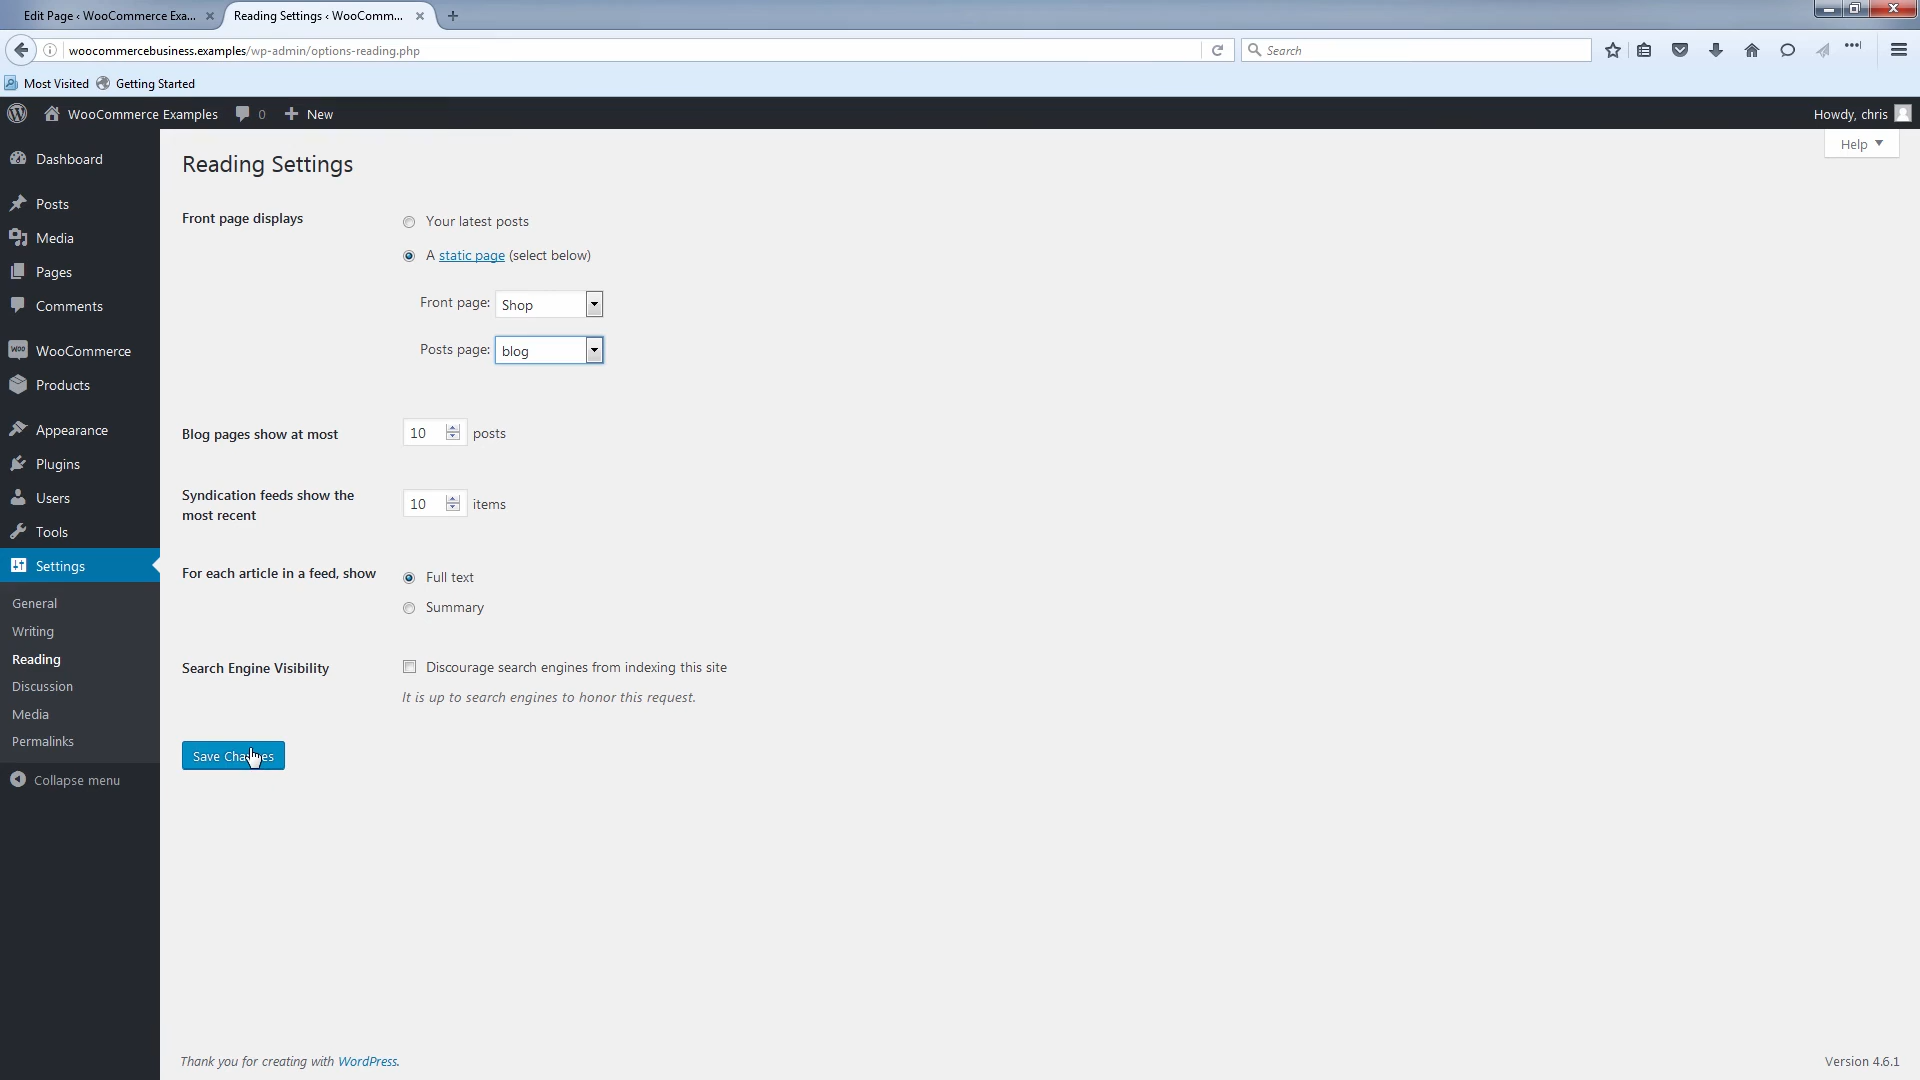 Edit Page ‹ WooCommerce Exa...
Reading Settings ‹ WooComm...
woocommercebusiness.examples/wp-admin/options-reading.php
Search
Most Visited
Getting Started
WooCommerce Examples
0
New
Howdy, chris
Help
Dashboard
Posts
Media
Pages
Comments
WOO
WooCommerce
Products
Appearance
Plugins
Users
Tools
Settings
General
Writing
Reading
Discussion
Media
Permalinks
Collapse menu
Reading Settings
Front page displays
Your latest posts
A static page (select below)
Front page: Shop
Posts page: blog
Blog pages show at most
10 posts
Syndication feeds show the
most recent
10 items
For each article in a feed, show
Full text
Summary
Search Engine Visibility
Discourage search engines from indexing this site
It is up to search engines to honor this request.
Save Changes
Thank you for creating with WordPress.
Version 4.6.1